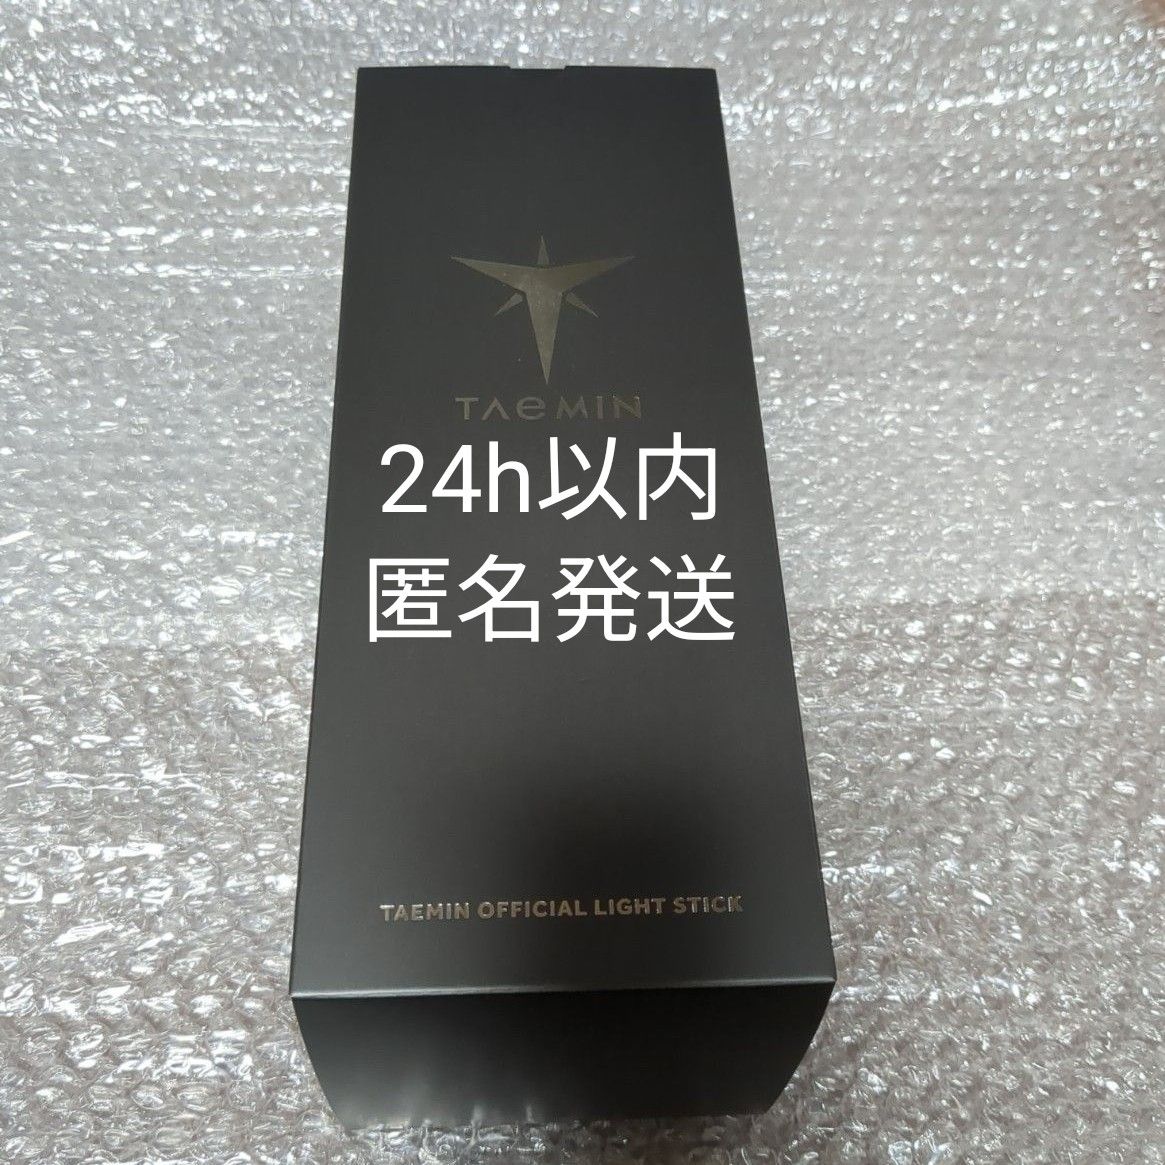 TAeMIN
24h以内
匿名発送
TAEMIN OFFICIAL LIGHT STICK